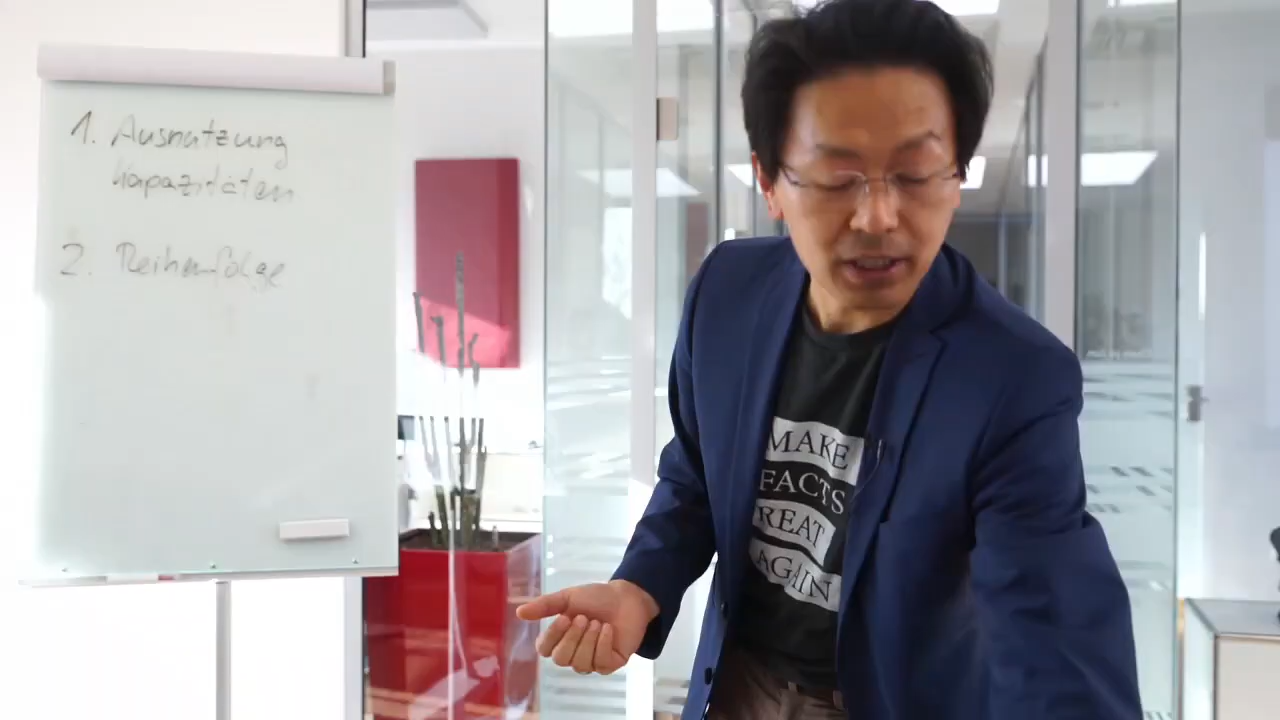 1. Ausnutzung
Kapazitäten
2. Reihenfolge
MAKE
FACTS
REAT
AGAIN